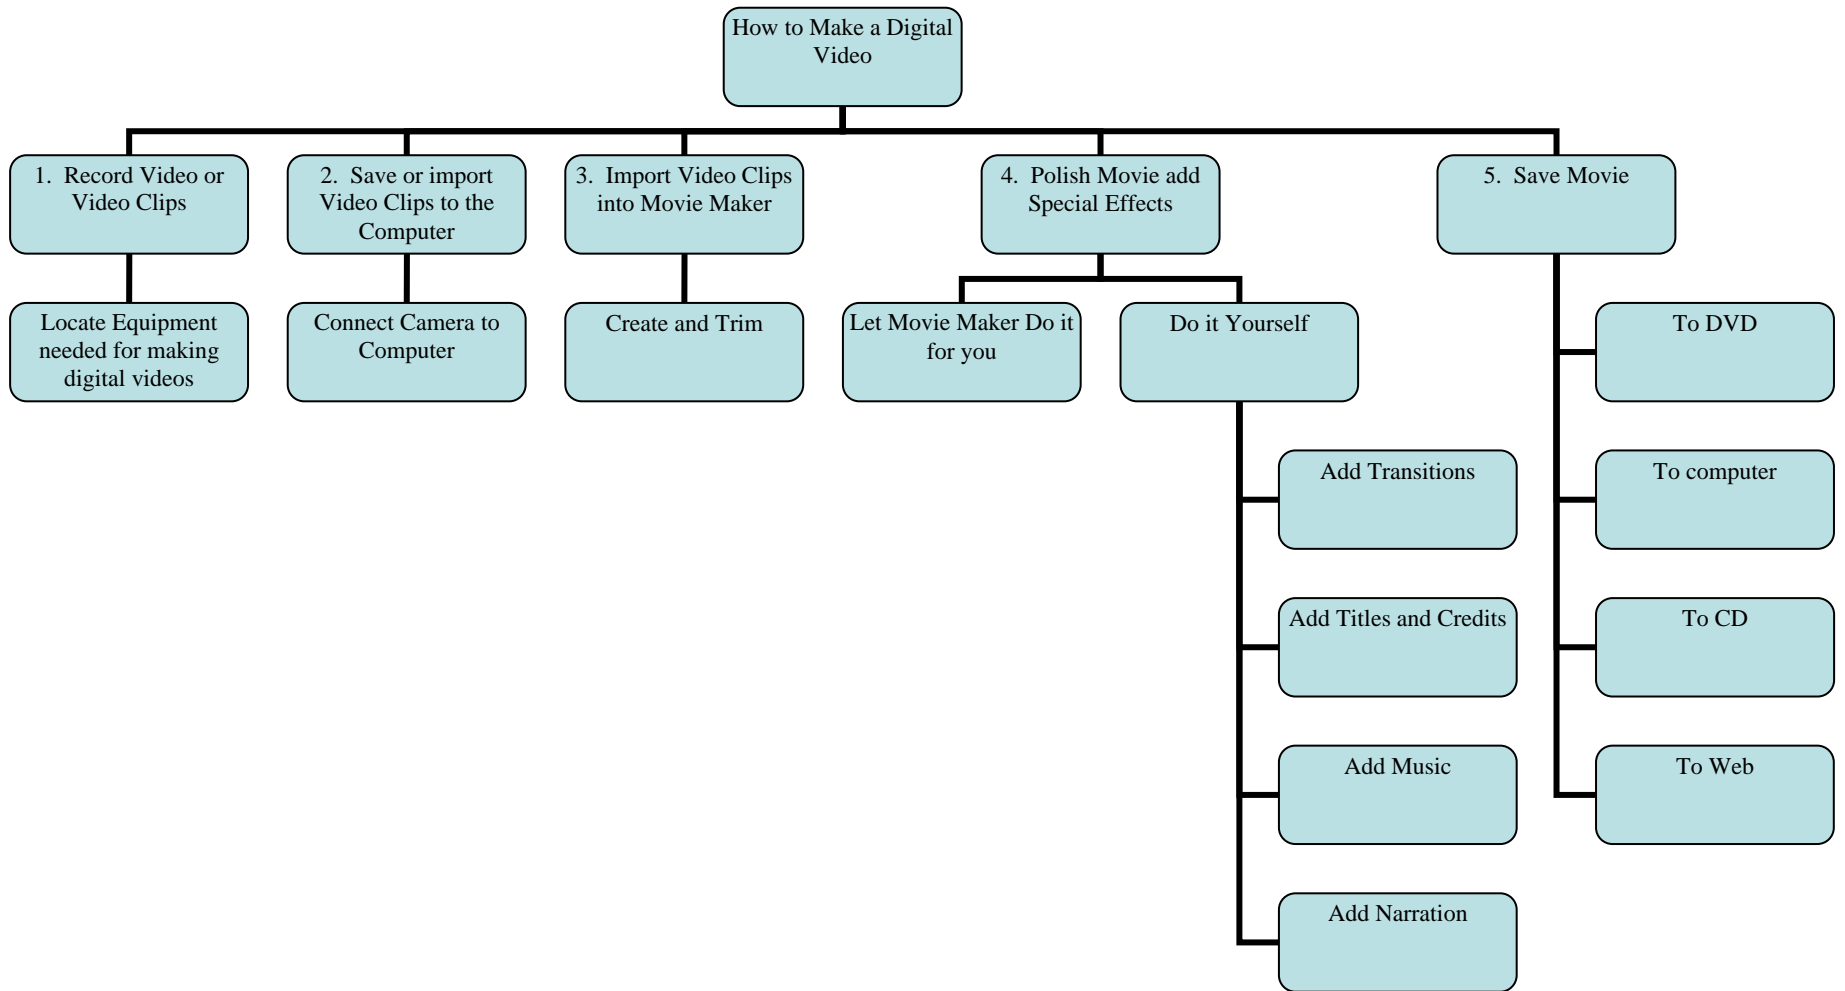 How to Make a Digital
Video
1. Record Video or
Video Clips
2. Save or import
Video Clips to the
Computer
3. Import Video Clips
into Movie Maker
4. Polish Movie add
Special Effects
5. Save Movie
Locate Equipment
needed for making
digital videos
Connect Camera to
Computer
Create and Trim
Let Movie Maker Do it
for you
Do it Yourself
To DVD
Add Transitions
To computer
Add Titles and Credits
To CD
Add Music
To Web
Add Narration